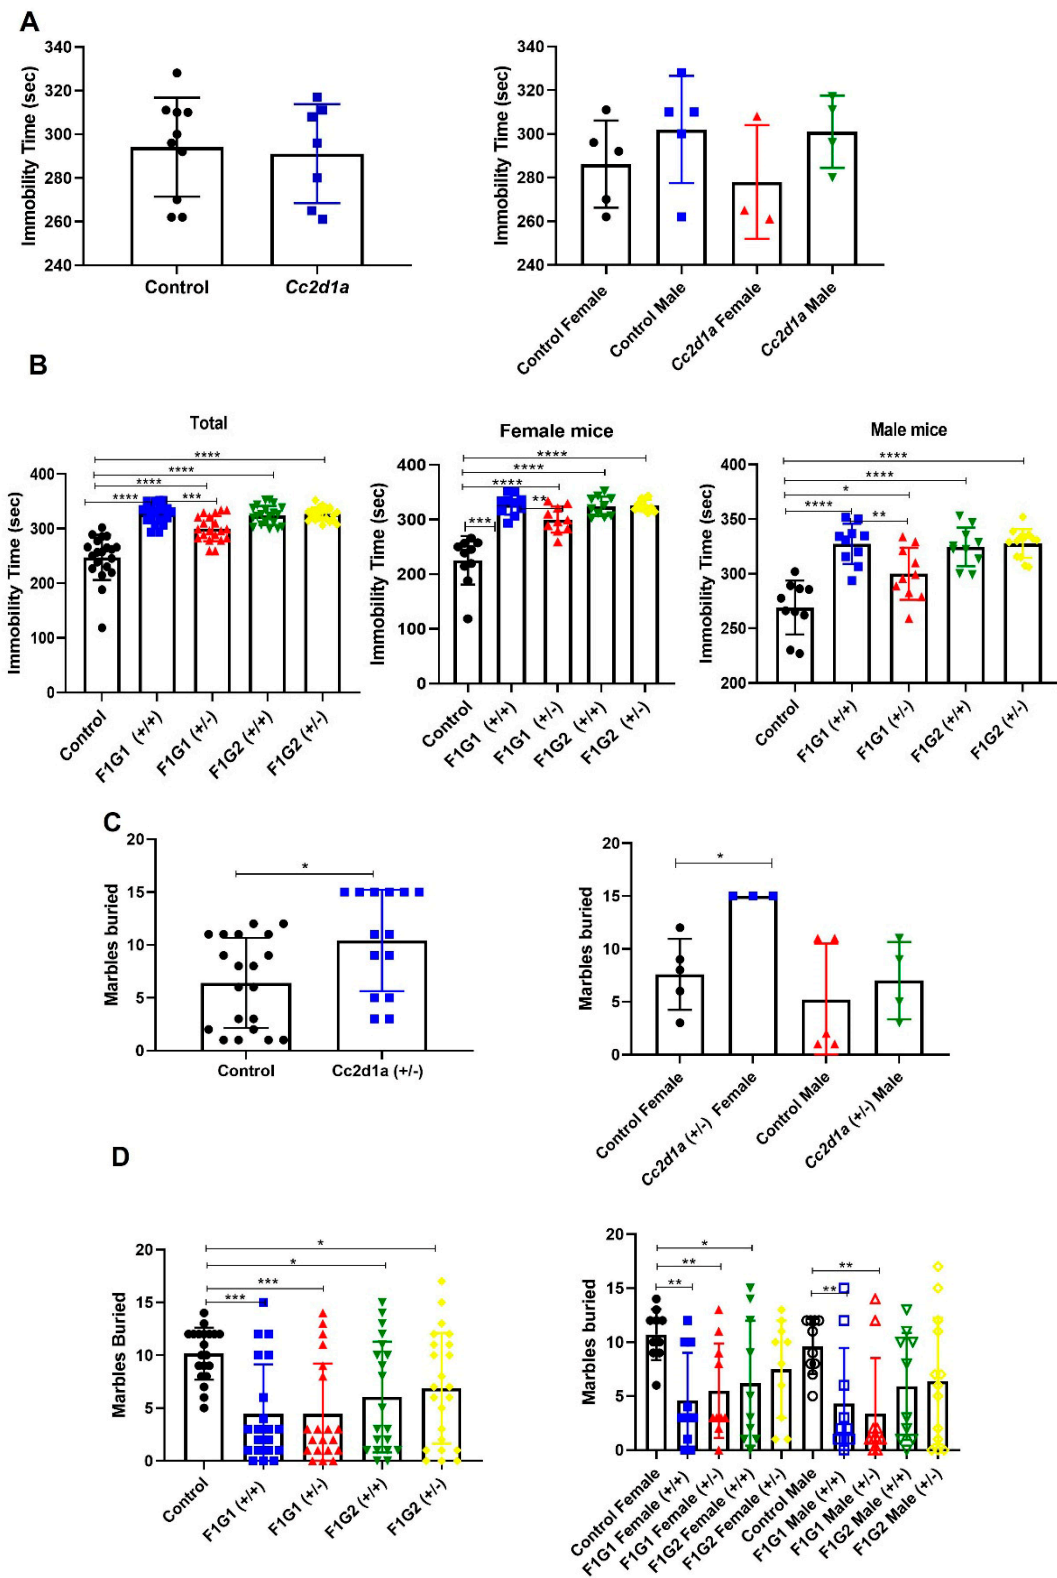 A
Immobility Time (sec)
340
320
300
280
260
240
Control
Cc2d1a
Immobility Time (sec)
340
320
300
280
260
240
Control Female
Control Male
Cc2d1a Female
Cc2d1a Male
B
Total
Immobility Time (sec)
400
300
200
100
0
****
****
****
****
***
Control
F1G1 (+/+)
F1G1 (+/-)
F1G2 (+/+)
F1G2 (+/-)
Female mice
Immobility Time (sec)
400
300
200
100
0
****
****
****
**
***
Control
F1G1 (+/+)
F1G1 (+/-)
F1G2 (+/+)
F1G2 (+/-)
Male mice
Immobility Time (sec)
400
350
300
250
200
****
****
*
****
**
Control
F1G1 (+/+)
F1G1 (+/-)
F1G2 (+/+)
F1G2 (+/-)
C
Marbles buried
20
15
10
5
0
*
Control
Cc2d1a (+/-)
Marbles buried
20
15
10
5
0
*
Control Female
Cc2d1a (+/-) Female
Control Male
Cc2d1a (+/-) Male
D
Marbles Buried
20
15
10
5
0
*
*
***
***
Control
F1G1 (+/+)
F1G1 (+/-)
F1G2 (+/+)
F1G2 (+/-)
Marbles buried
20
15
10
5
0
*
**
**
**
**
Control Female
F1G1 Female (+/+)
F1G1 Female (+/-)
F1G2 Female (+/+)
F1G2 Female (+/-)
Control Male
F1G1 Male (+/+)
F1G1 Male (+/-)
F1G2 Male (+/+)
F1G2 Male (+/-)